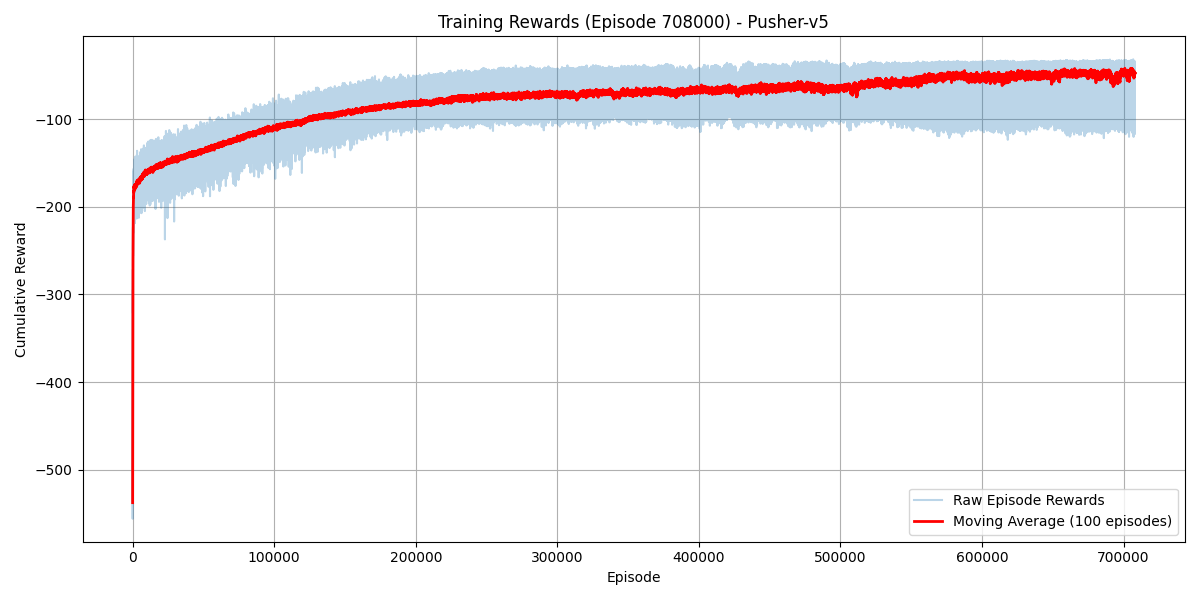 Training Rewards (Episode 708000) - Pusher-v5
Cumulative Reward
−100
−200
−300
−400
−500
0
100000
200000
300000
400000
500000
600000
700000
Episode
Raw Episode Rewards
Moving Average (100 episodes)